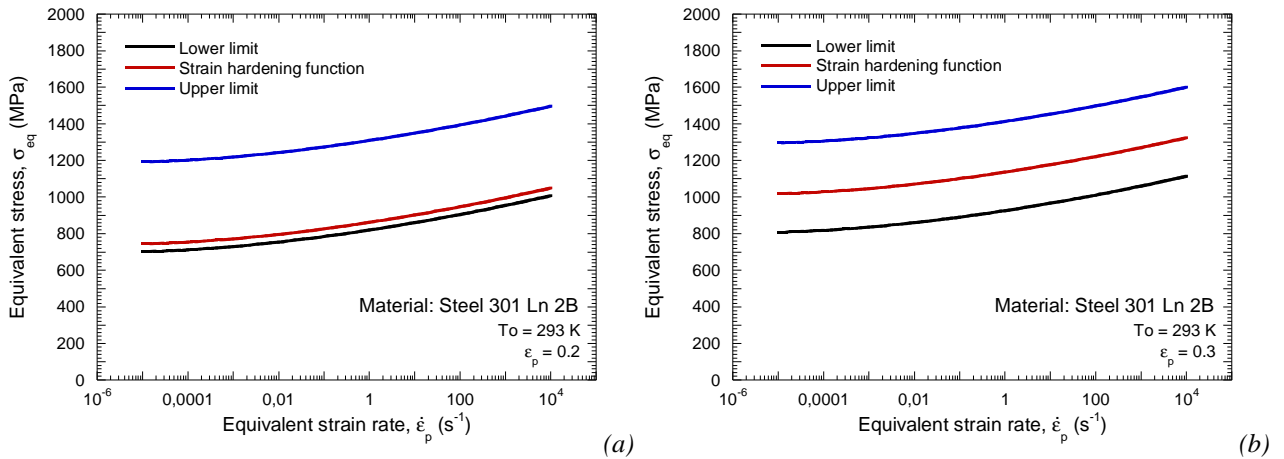 Equivalent stress, σeq (MPa)
2000
1800
1600
1400
1200
1000
800
600
400
200
0
Lower limit
Strain hardening function
Upper limit
Material: Steel 301 Ln 2B
To = 293 K
εp = 0.2
10-6 0,0001 0,01 1 100 104
Equivalent strain rate, ε̇p (s-1)
(a)
Equivalent stress, σeq (MPa)
2000
1800
1600
1400
1200
1000
800
600
400
200
0
Lower limit
Strain hardening function
Upper limit
Material: Steel 301 Ln 2B
To = 293 K
εp = 0.3
10-6 0,0001 0,01 1 100 104
Equivalent strain rate, ε̇p (s-1)
(b)